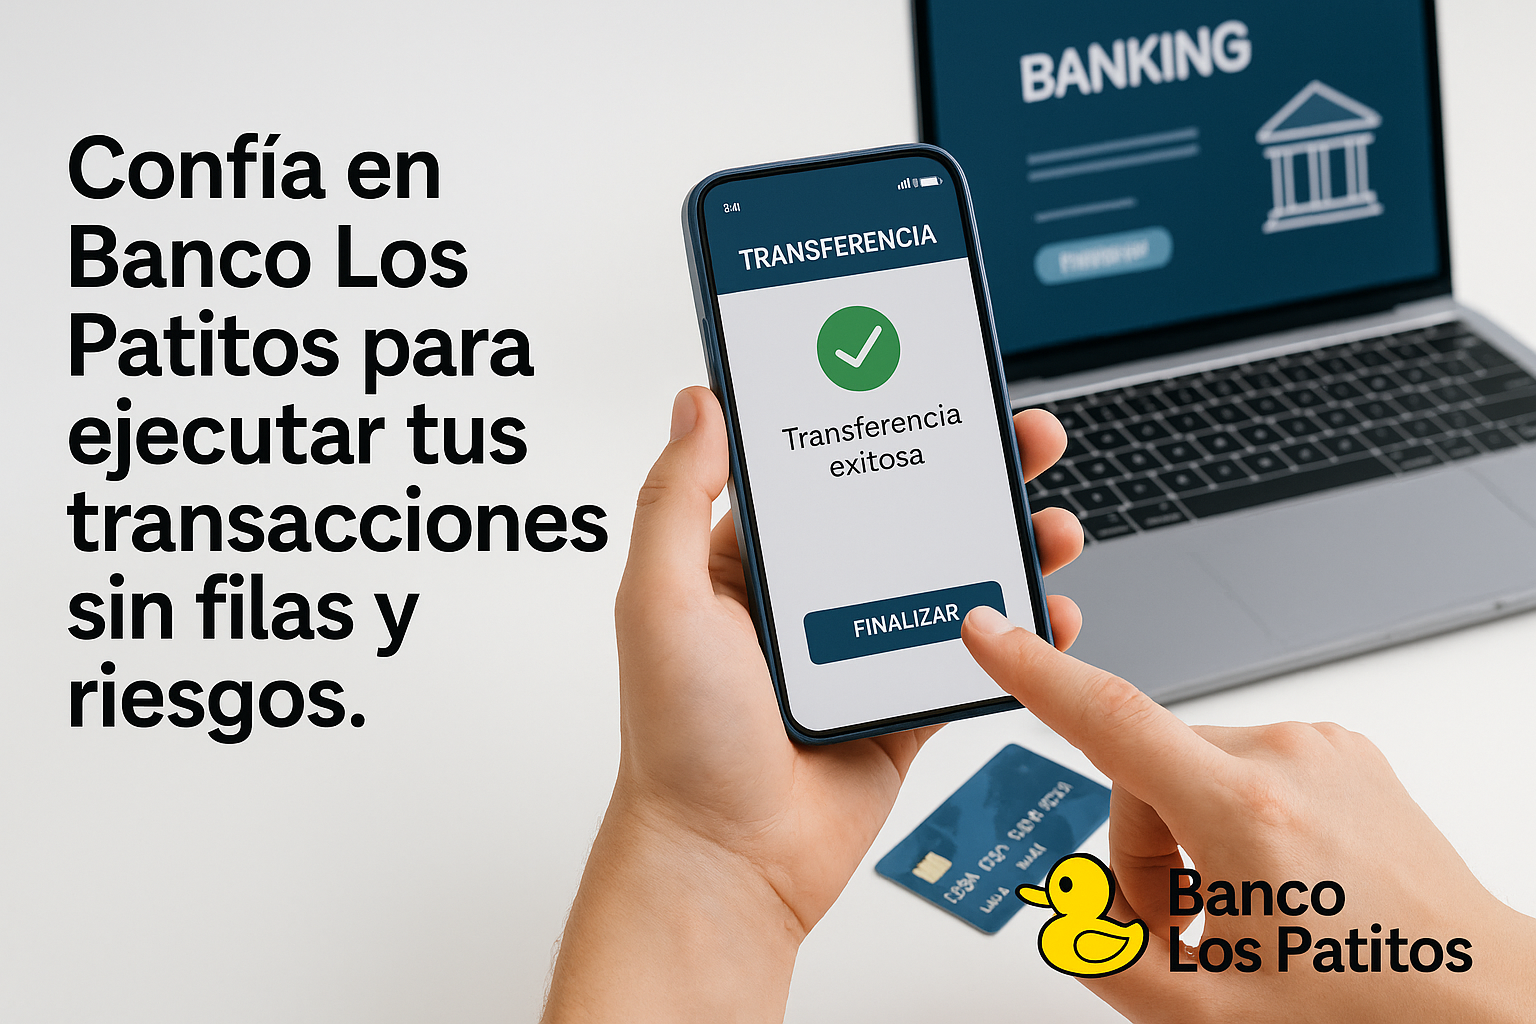 Confía en
Banco Los
Patitos para
ejecutar tus
transacciones
sin filas y
riesgos.
BANKING
TRANSFERENCIA
Transferencia
exitosa
FINALIZAR
Banco
Los Patitos